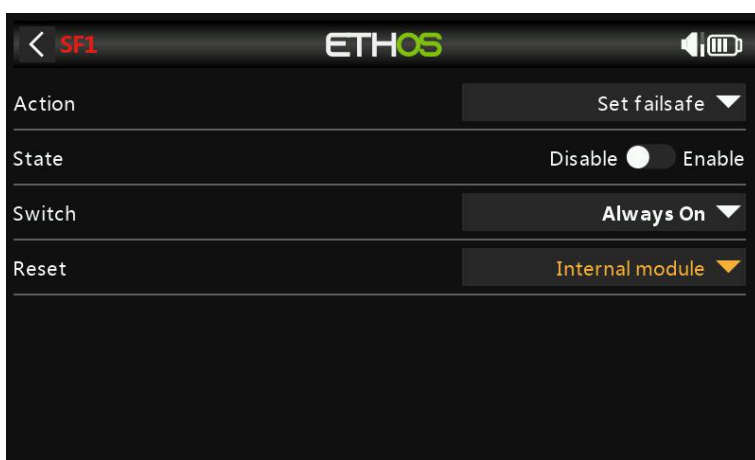 SF1 ETHOS
Action Set failsafe
State Disable Enable
Switch Always On
Reset Internal module